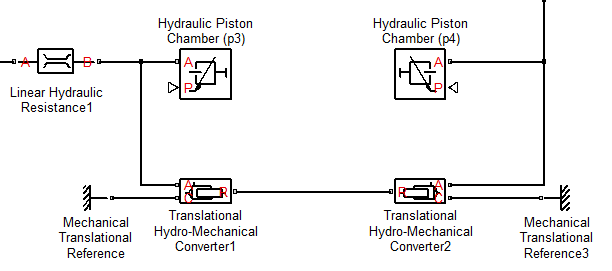 Hydraulic Piston
Chamber (p3)
Hydraulic Piston
Chamber (p4)
A
B
A
P
A
P
Linear Hydraulic
Resistance1
A
C
R
R
A
C
Mechanical
Translational
Reference
Translational
Hydro-Mechanical
Converter1
Translational
Hydro-Mechanical
Converter2
Mechanical
Translational
Reference3